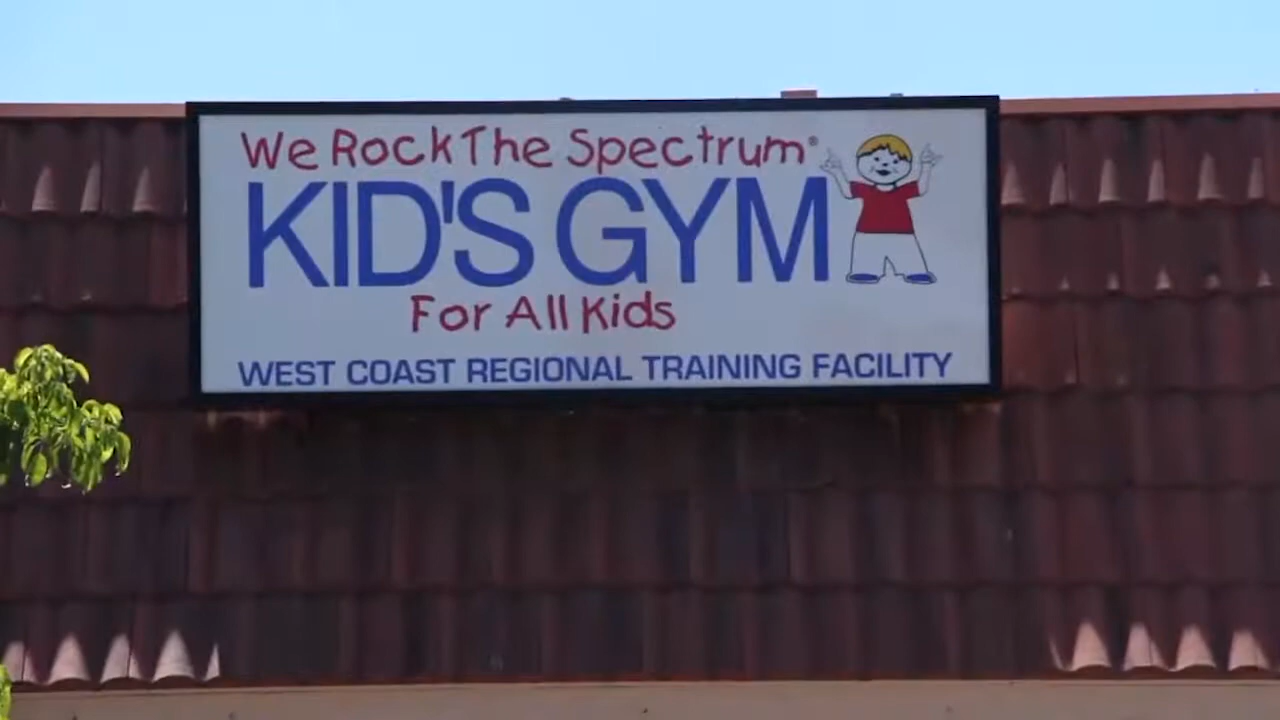 We Rock The Spectrum®
KID'S GYM
For All Kids
WEST COAST REGIONAL TRAINING FACILITY